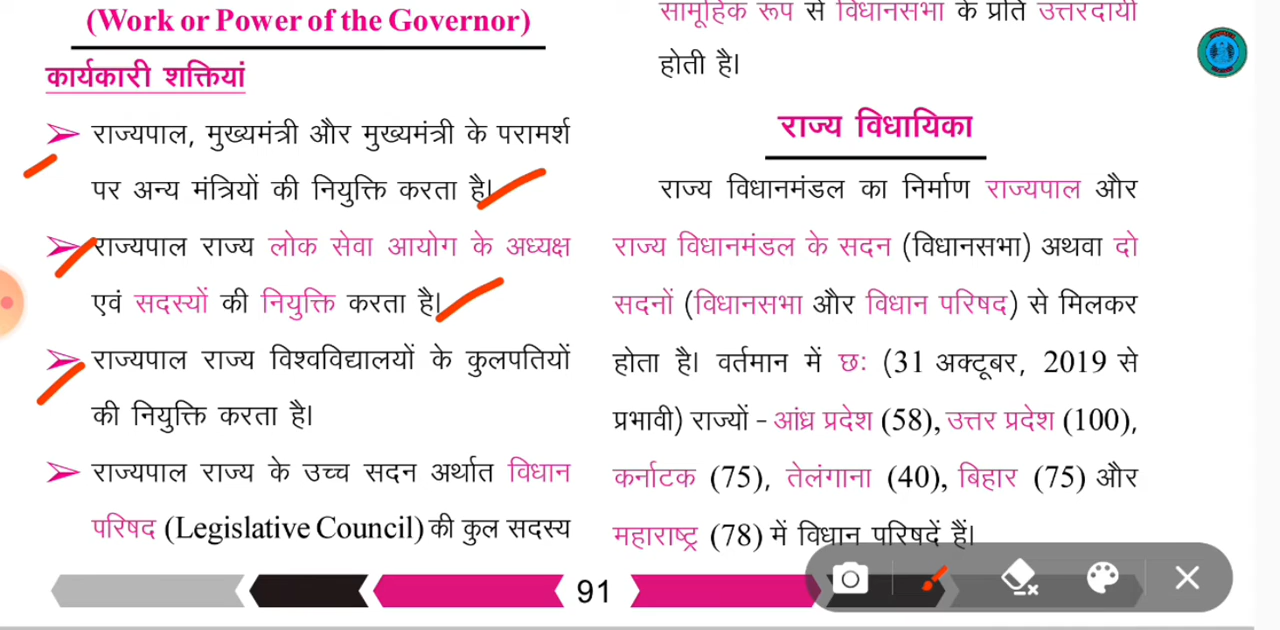 (Work or Power of the Governor)
कार्यकारी शक्तियां
राज्यपाल, मुख्यमंत्री और मुख्यमंत्री के परामर्श
पर अन्य मंत्रियों की नियुक्ति करता है।
राज्यपाल राज्य लोक सेवा आयोग के अध्यक्ष
एवं सदस्यों की नियुक्ति करता है।
राज्यपाल राज्य विश्वविद्यालयों के कुलपतियों
की नियुक्ति करता है।
राज्यपाल राज्य के उच्च सदन अर्थात विधान
परिषद (Legislative Council) की कुल सदस्य
सामूहिक रूप से विधानसभा के प्रति उत्तरदायी
होती है।
राज्य विधायिका
राज्य विधानमंडल का निर्माण राज्यपाल और
राज्य विधानमंडल के सदन (विधानसभा) अथवा दो
सदनों (विधानसभा और विधान परिषद) से मिलकर
होता है। वर्तमान में छः (31 अक्टूबर, 2019 से
प्रभावी) राज्यों - आंध्र प्रदेश (58), उत्तर प्रदेश (100),
कर्नाटक (75), तेलंगाना (40), बिहार (75) और
महाराष्ट्र (78) में विधान परिषदें हैं।
91